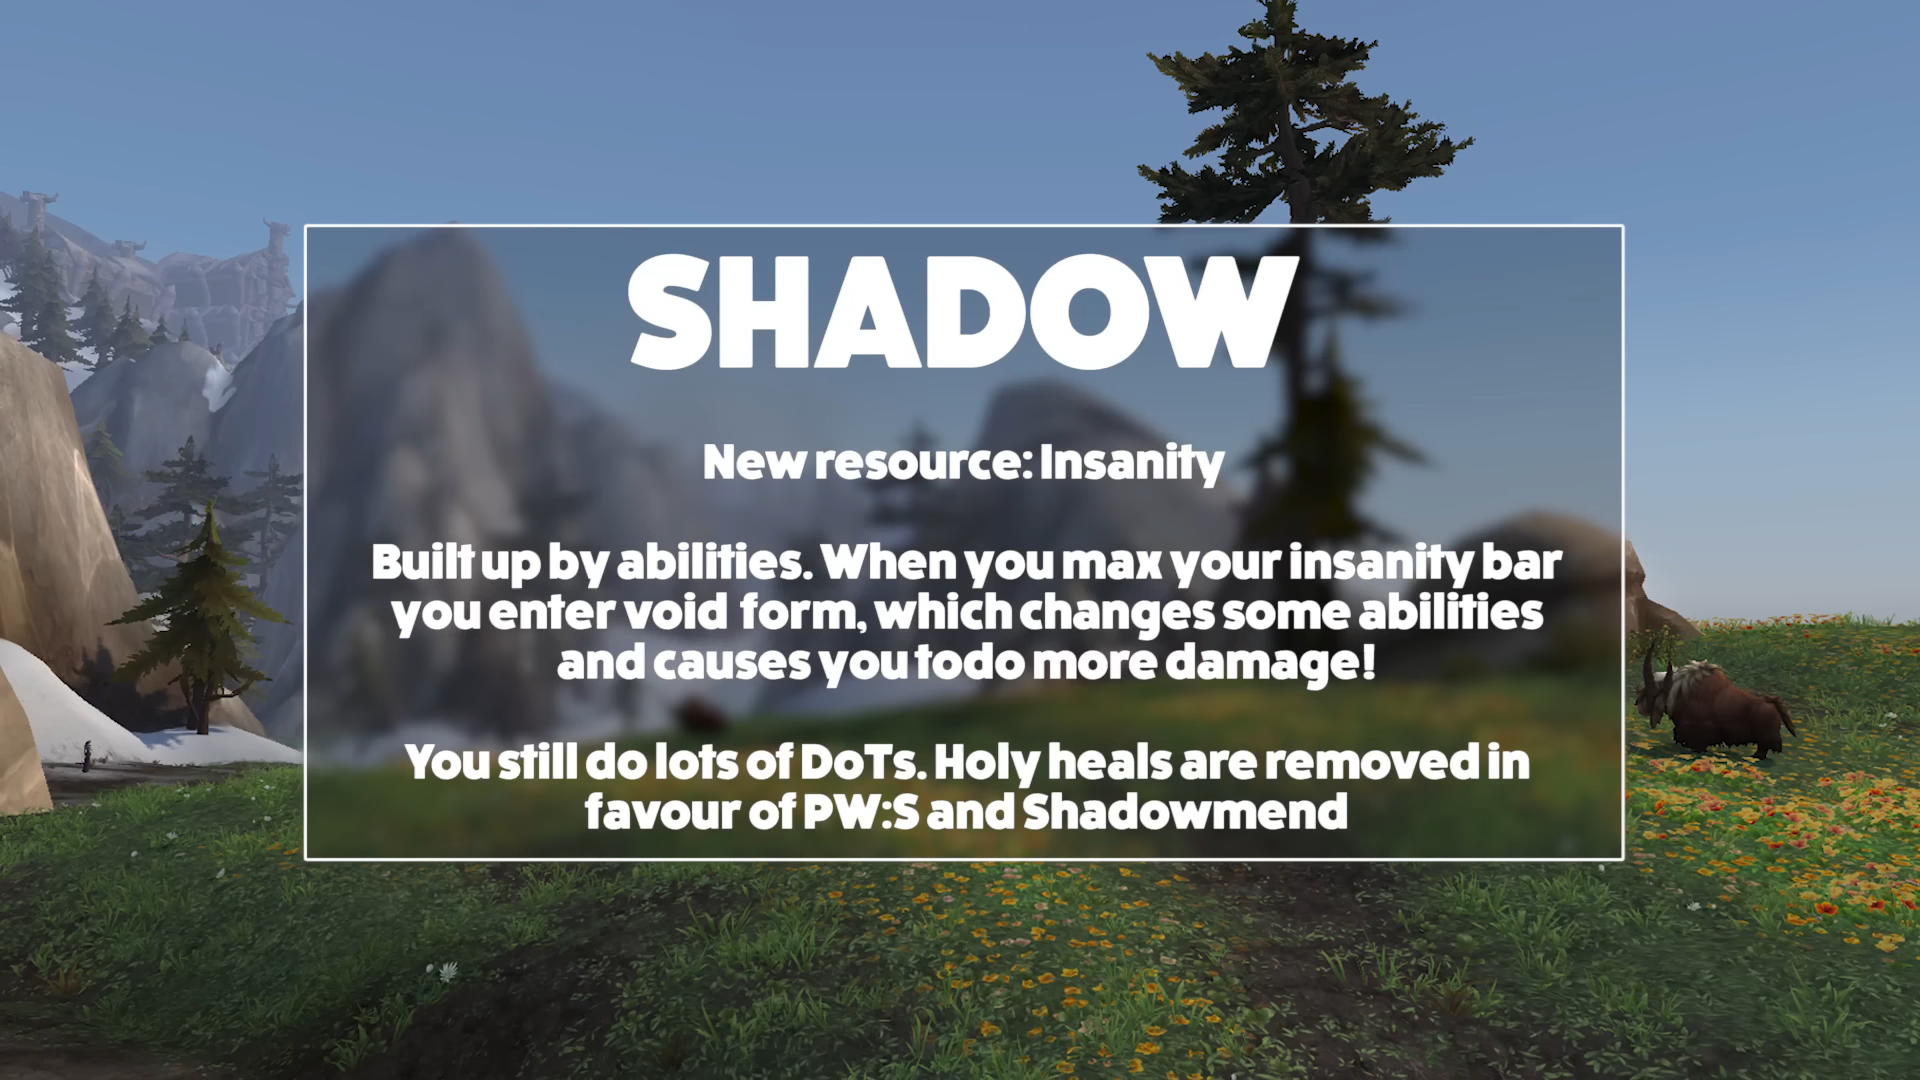 SHADOW
New resource: Insanity
Built up by abilities. When you max your insanity bar
you enter void form, which changes some abilities
and causes you todo more damage!
You still do lots of DoTs. Holy heals are removed in
favour of PW:S and Shadowmend